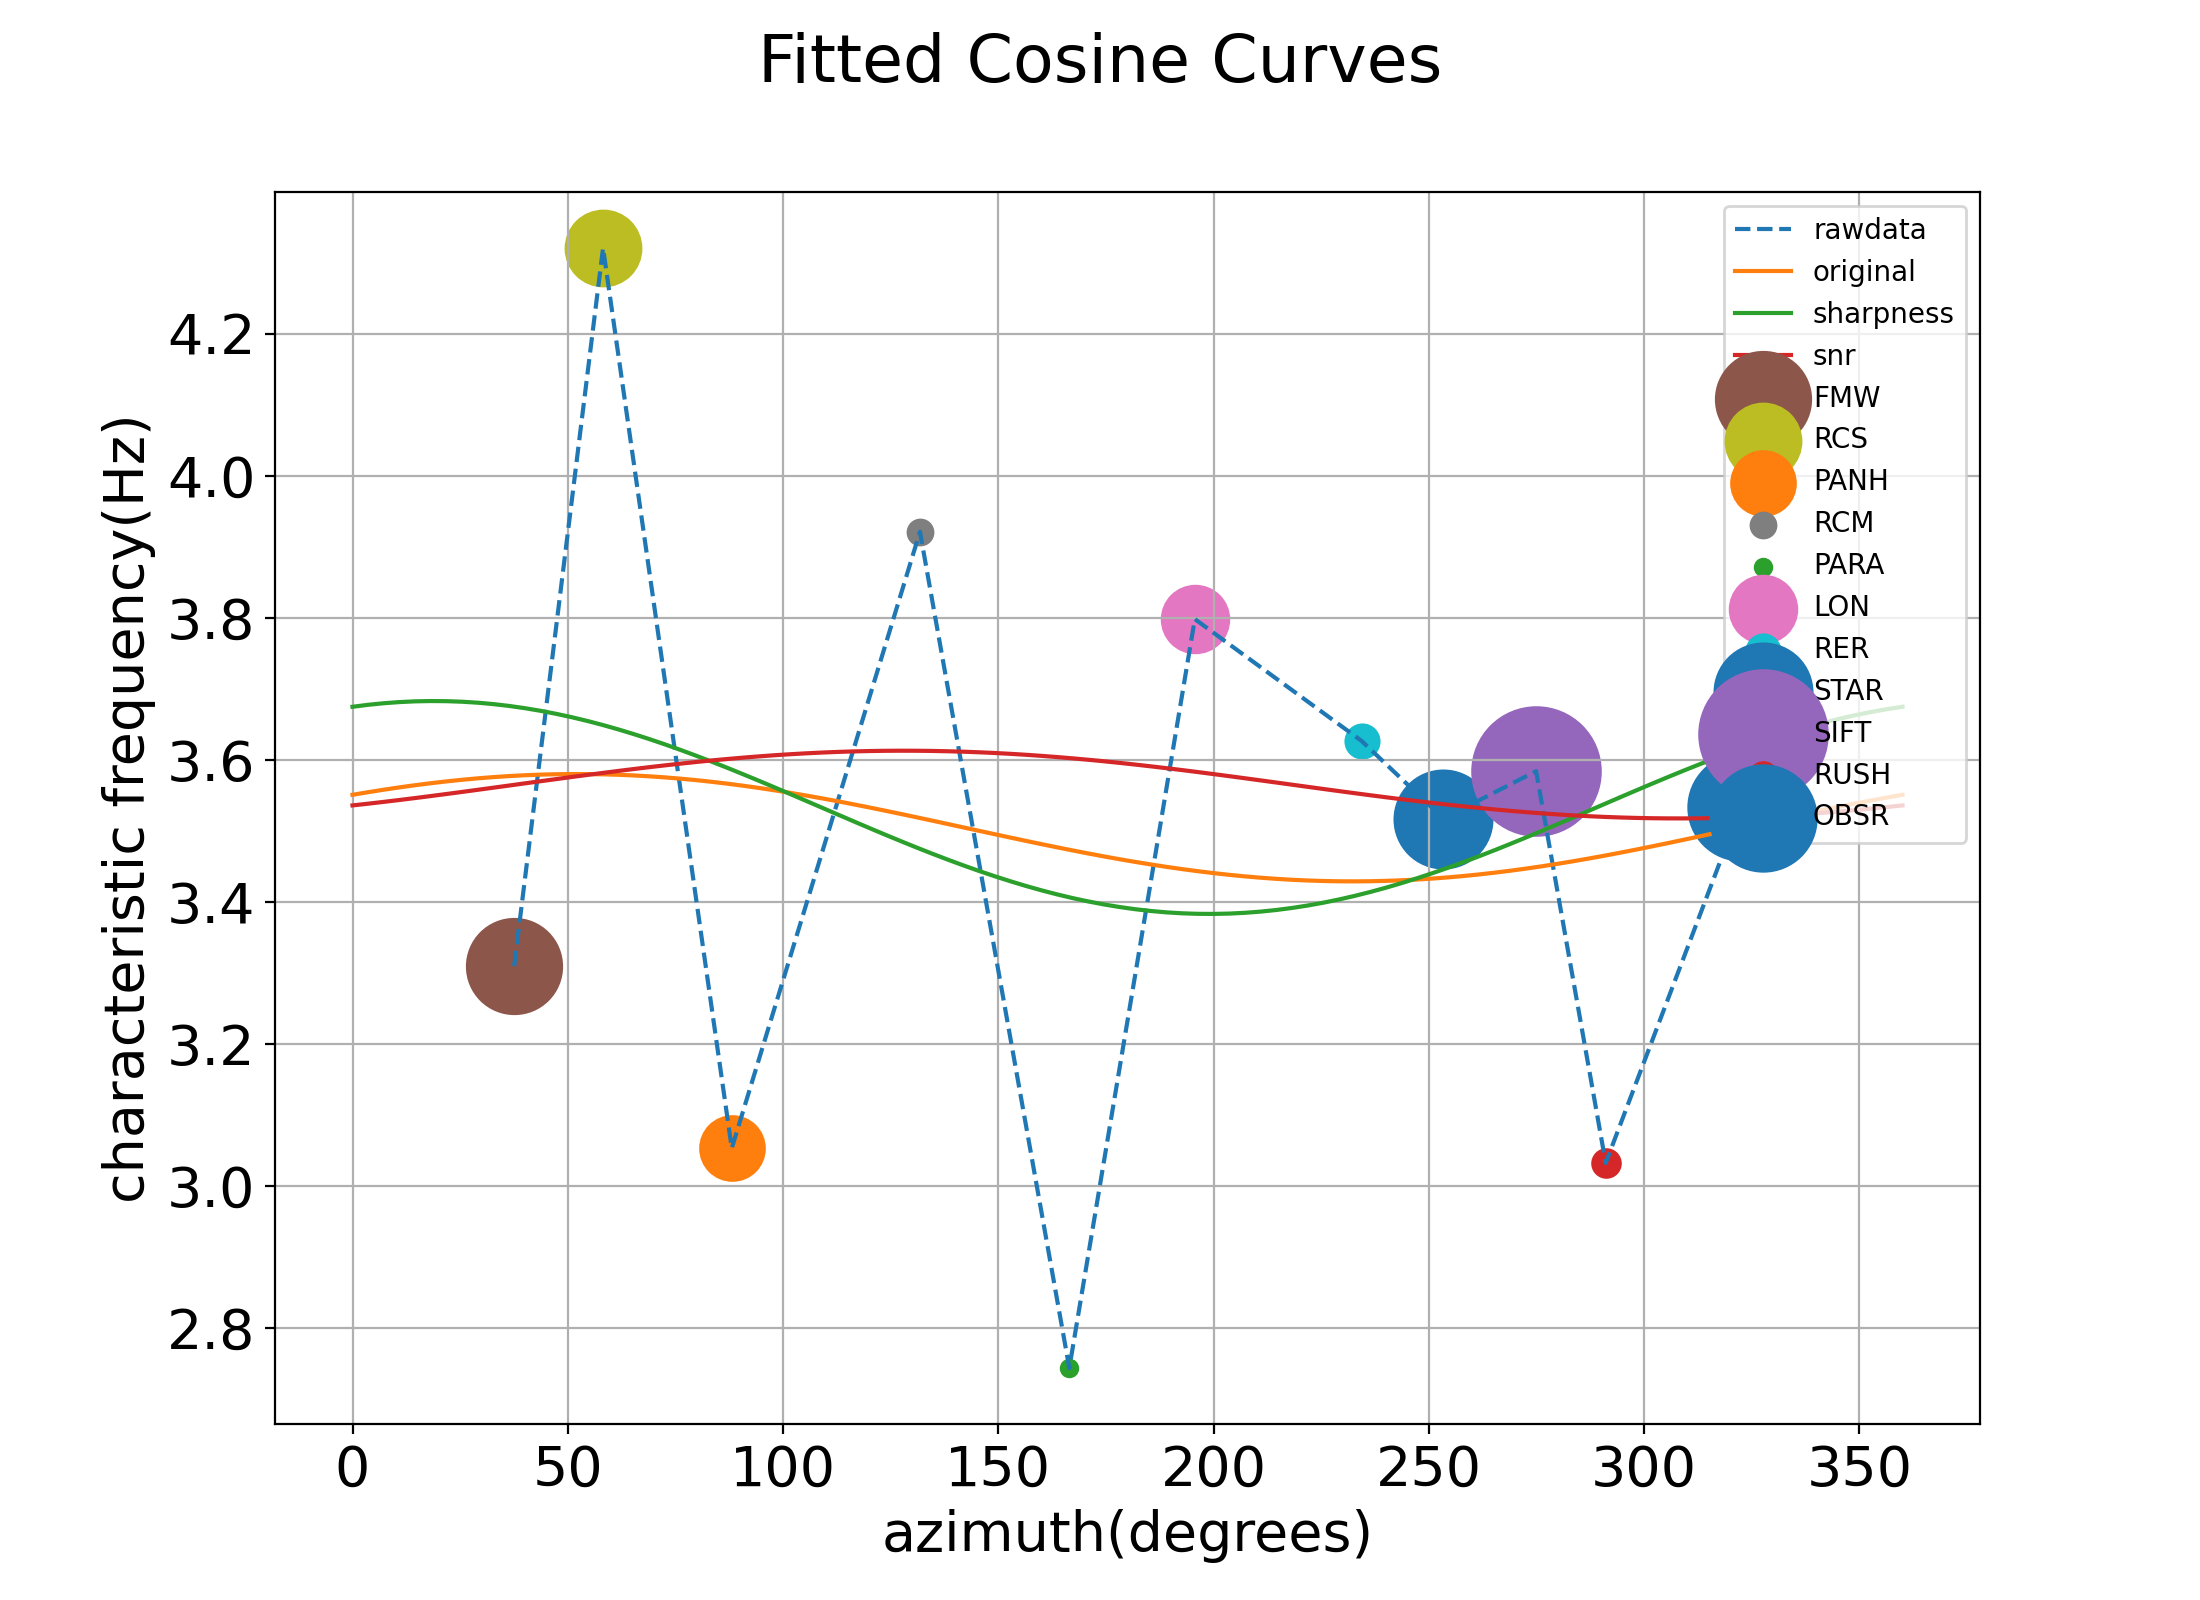 Fitted Cosine Curves
characteristic frequency(Hz)
4.2
4.0
3.8
3.6
3.4
3.2
3.0
2.8
rawdata
original
sharpness
snr
FMW
RCS
PANH
RCM
PARA
LON
RER
STAR
SIFT
RUSH
OBSR
0 50 100 150 200 250 300 350
azimuth(degrees)